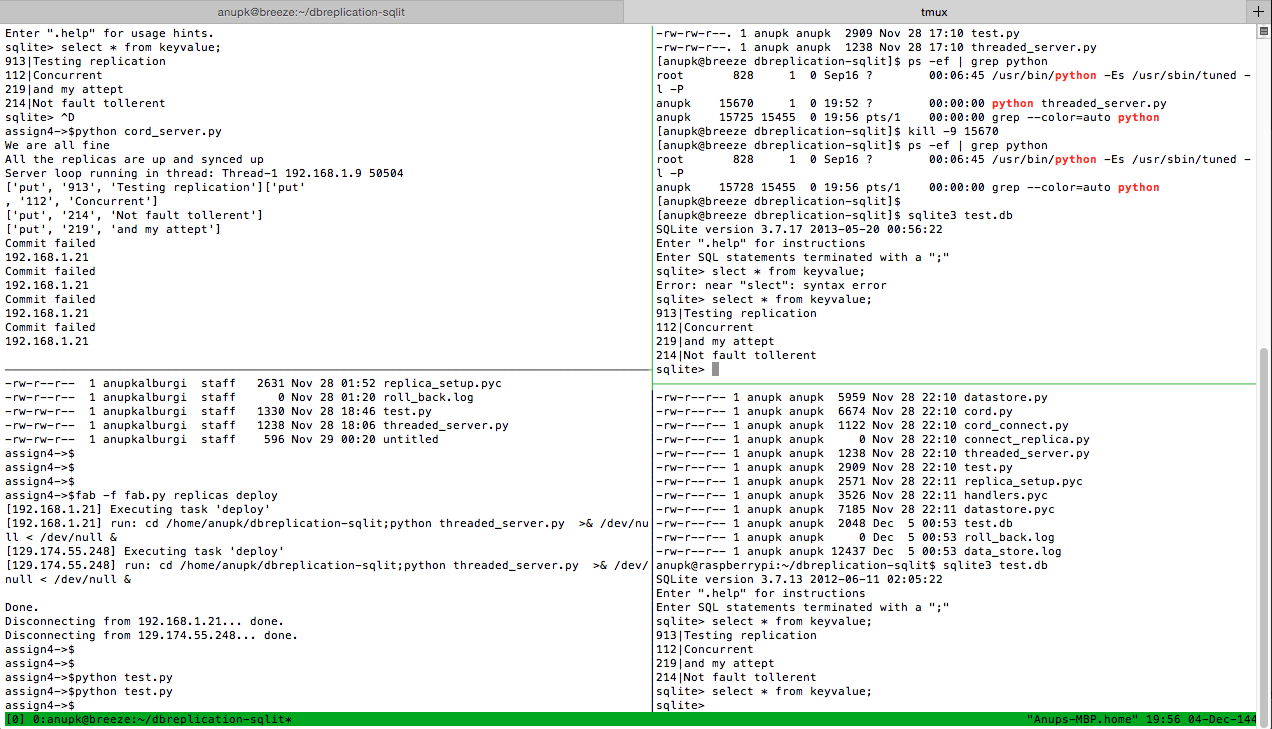 anupk@breeze:~/dbreplication-sqlit
tmux
+
Enter ".help" for usage hints.
sqlite> select * from keyvalue;
913|Testing replication
112|Concurrent
219|and my attept
214|Not fault tollerent
sqlite> ^D
assign4->$python cord_server.py
We are all fine
All the replicas are up and synced up
Server loop running in thread: Thread-1 192.168.1.9 50504
['put', '913', 'Testing replication']['put'
, '112', 'Concurrent']
['put', '214', 'Not fault tollerent']
['put', '219', 'and my attept']
Commit failed
192.168.1.21
Commit failed
192.168.1.21
Commit failed
192.168.1.21
Commit failed
192.168.1.21
-rw-r--r--  1 anupkalburgi  staff   2631 Nov 28 01:52 replica_setup.pyc
-rw-r--r--  1 anupkalburgi  staff      0 Nov 28 01:20 roll_back.log
-rw-rw-r--  1 anupkalburgi  staff   1330 Nov 28 18:46 test.py
-rw-rw-r--  1 anupkalburgi  staff   1238 Nov 28 18:06 threaded_server.py
-rw-rw-r--  1 anupkalburgi  staff    596 Nov 29 00:20 untitled
assign4->$
assign4->$
assign4->$
assign4->$fab -f fab.py replicas deploy
[192.168.1.21] Executing task 'deploy'
[192.168.1.21] run: cd /home/anupk/dbreplication-sqlit;python threaded_server.py  >& /dev/nu
ll < /dev/null &
[129.174.55.248] Executing task 'deploy'
[129.174.55.248] run: cd /home/anupk/dbreplication-sqlit;python threaded_server.py  >& /dev/
null < /dev/null &
Done.
Disconnecting from 192.168.1.21... done.
Disconnecting from 129.174.55.248... done.
assign4->$
assign4->$
assign4->$python test.py
assign4->$python test.py
assign4->$
-rw-rw-r--. 1 anupk anupk  2909 Nov 28 17:10 test.py
-rw-rw-r--. 1 anupk anupk  1238 Nov 28 17:10 threaded_server.py
[anupk@breeze dbreplication-sqlit]$ ps -ef | grep python
root       828     1  0 Sep16 ?        00:06:45 /usr/bin/python -Es /usr/sbin/tuned -
l -P
anupk    15670     1  0 19:52 ?        00:00:00 python threaded_server.py
anupk    15725 15455  0 19:56 pts/1    00:00:00 grep --color=auto python
[anupk@breeze dbreplication-sqlit]$ kill -9 15670
[anupk@breeze dbreplication-sqlit]$ ps -ef | grep python
root       828     1  0 Sep16 ?        00:06:45 /usr/bin/python -Es /usr/sbin/tuned -
l -P
anupk    15728 15455  0 19:56 pts/1    00:00:00 grep --color=auto python
[anupk@breeze dbreplication-sqlit]$
[anupk@breeze dbreplication-sqlit]$ sqlite3 test.db
SQLite version 3.7.17 2013-05-20 00:56:22
Enter ".help" for instructions
Enter SQL statements terminated with a ";"
sqlite> slect * from keyvalue;
Error: near "slect": syntax error
sqlite> select * from keyvalue;
913|Testing replication
112|Concurrent
219|and my attept
214|Not fault tollerent
sqlite>
-rw-r--r-- 1 anupk anupk  5959 Nov 28 22:10 datastore.py
-rw-r--r-- 1 anupk anupk  6674 Nov 28 22:10 cord.py
-rw-r--r-- 1 anupk anupk  1122 Nov 28 22:10 cord_connect.py
-rw-r--r-- 1 anupk anupk     0 Nov 28 22:10 connect_replica.py
-rw-r--r-- 1 anupk anupk  1238 Nov 28 22:10 threaded_server.py
-rw-r--r-- 1 anupk anupk  2909 Nov 28 22:10 test.py
-rw-r--r-- 1 anupk anupk  2571 Nov 28 22:11 replica_setup.pyc
-rw-r--r-- 1 anupk anupk  3526 Nov 28 22:11 handlers.pyc
-rw-r--r-- 1 anupk anupk  7185 Nov 28 22:11 datastore.pyc
-rw-r--r-- 1 anupk anupk  2048 Dec  5 00:53 test.db
-rw-r--r-- 1 anupk anupk     0 Dec  5 00:53 roll_back.log
-rw-r--r-- 1 anupk anupk 12437 Dec  5 00:53 data_store.log
anupk@raspberrypi:~/dbreplication-sqlit$ sqlite3 test.db
SQLite version 3.7.13 2012-06-11 02:05:22
Enter ".help" for instructions
Enter SQL statements terminated with a ";"
sqlite> select * from keyvalue;
913|Testing replication
112|Concurrent
219|and my attept
214|Not fault tollerent
sqlite> select * from keyvalue;
sqlite>
[0] 0:anupk@breeze:~/dbreplication-sqlit*
"Anups-MBP.home" 19:56 04-Dec-144